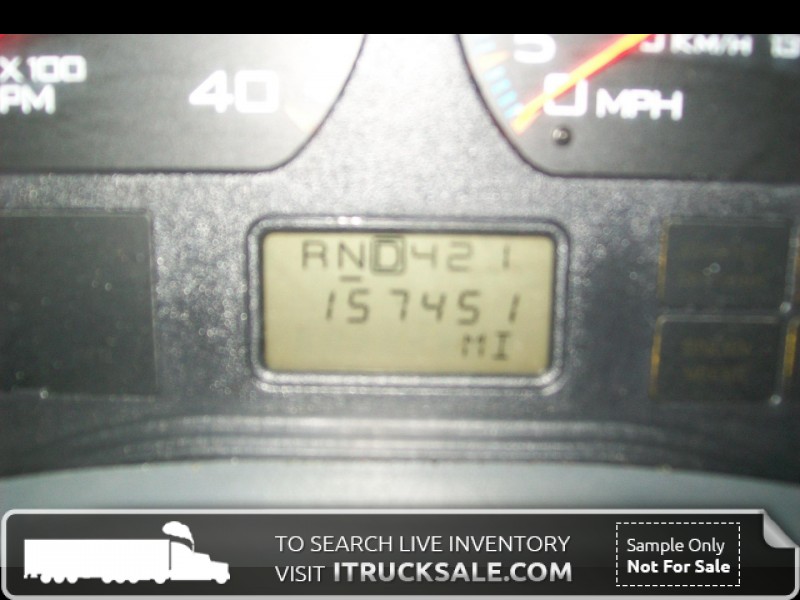 X 100
PM
40
5
0 MPH
KM/H
RND421
157451
MI
TO SEARCH LIVE INVENTORY
VISIT ITRUCKSALE.COM
Sample Only
Not For Sale